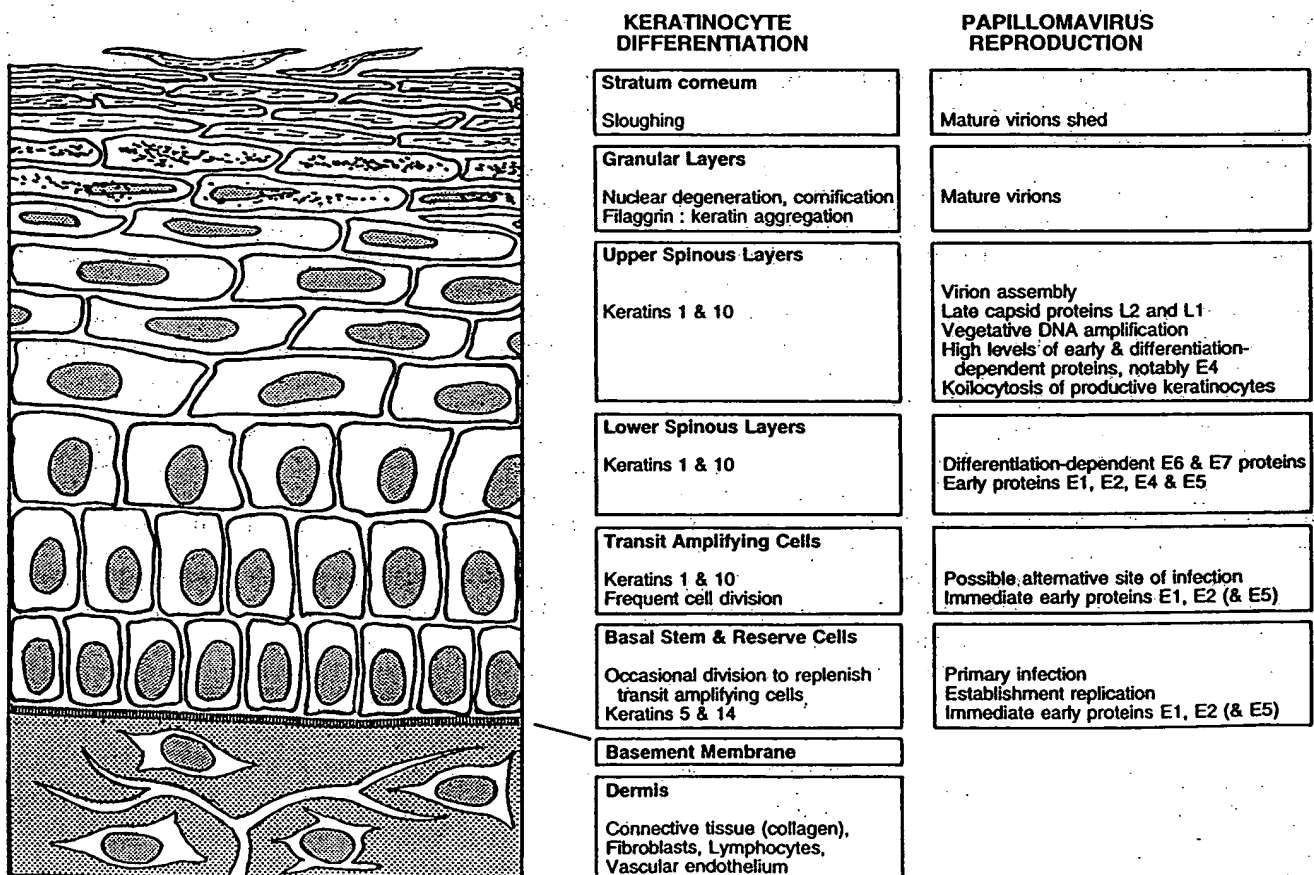 KERATINOCYTE
DIFFERENTIATION
PAPILLOMAVIRUS
REPRODUCTION
Stratum corneum
Sloughing
Mature virions shed
Granular Layers
Nuclear degeneration, cornification
Filaggrin : keratin aggregation
Mature virions
Upper Spinous Layers
Keratins 1 & 10
Virion assembly
Late capsid proteins L2 and L1
Vegetative DNA amplification
High levels of early & differentiation-
dependent proteins, notably E4
Koilocytosis of productive keratinocytes
Lower Spinous Layers
Keratins 1 & 10
Differentiation-dependent E6 & E7 proteins
Early proteins E1, E2, E4 & E5
Transit Amplifying Cells
Keratins 1 & 10
Frequent cell division
Possible alternative site of infection
Immediate early proteins E1, E2 (& E5)
Basal Stem & Reserve Cells
Occasional division to replenish
transit amplifying cells
Keratins 5 & 14
Primary infection
Establishment replication
Immediate early proteins E1, E2 (& E5)
Basement Membrane
Dermis
Connective tissue (collagen),
Fibroblasts, Lymphocytes,
Vascular endothelium